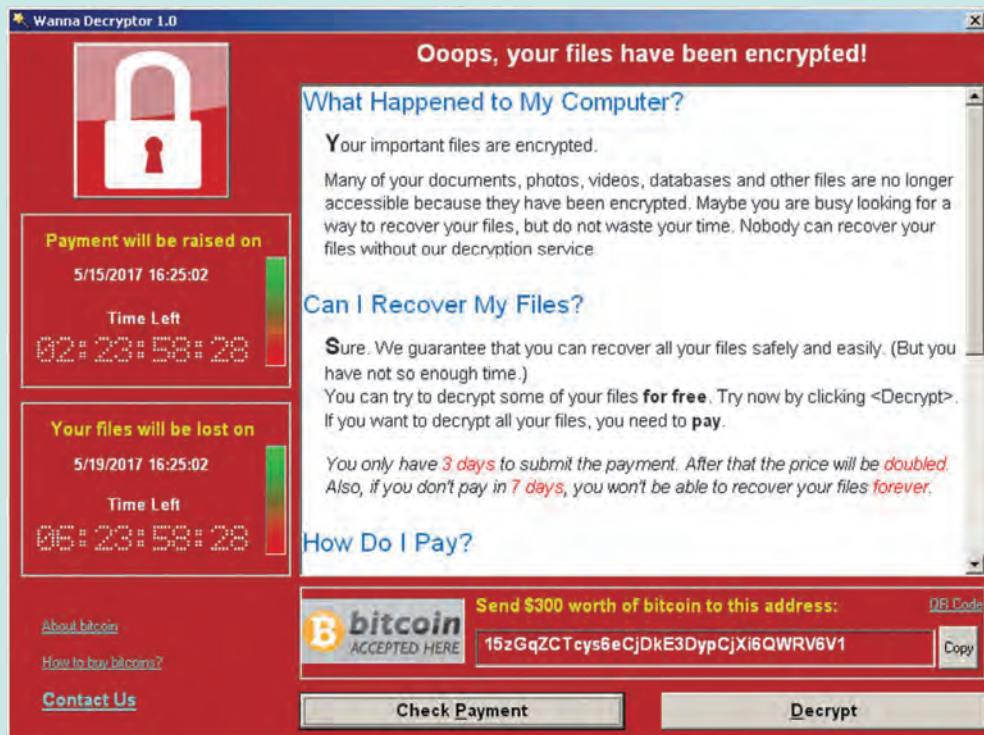 Wanna Decryptor 1.0
Ooops, your files have been encrypted!
What Happened to My Computer?
Your important files are encrypted.
Many of your documents, photos, videos, databases and other files are no longer
accessible because they have been encrypted. Maybe you are busy looking for a
way to recover your files, but do not waste your time. Nobody can recover your
files without our decryption service
Can I Recover My Files?
Sure. We guarantee that you can recover all your files safely and easily. (But you
have not so enough time.)
You can try to decrypt some of your files for free. Try now by clicking <Decrypt>.
If you want to decrypt all your files, you need to pay.
You only have 3 days to submit the payment. After that the price will be doubled.
Also, if you don't pay in 7 days, you won't be able to recover your files forever.
How Do I Pay?
Payment will be raised on
5/15/2017 16:25:02
Time Left
02:23:58:28
Your files will be lost on
5/19/2017 16:25:02
Time Left
06:23:58:28
About bitcoin
How to buy bitcoins?
Contact Us
bitcoin
ACCEPTED HERE
Send $300 worth of bitcoin to this address:
QR Code
15zGqZCTcys6eCjDkE3DypCjXi6QWRV6V1
Copy
Check Payment
Decrypt